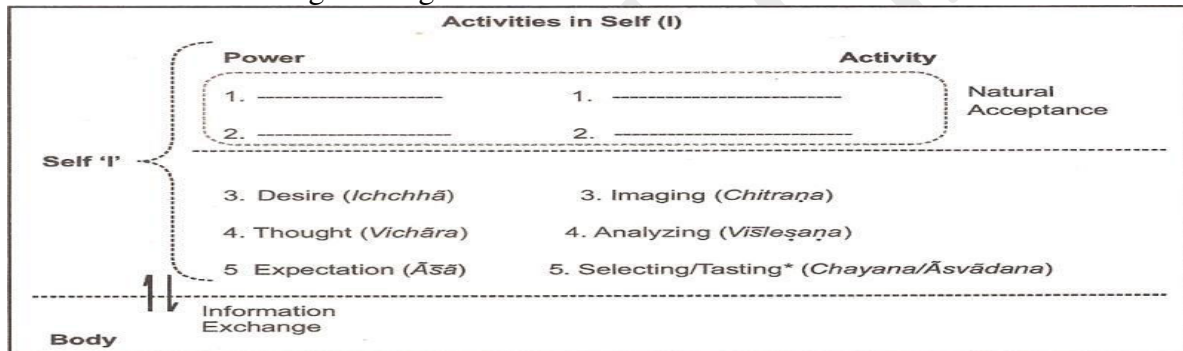 Activities in Self (I)
Power Activity
1. 1.
Natural
Acceptance
2. 2.
Self ‘I’
3. Desire (Ichchhā) 3. Imaging (Chitraṇa)
4. Thought (Vichāra) 4. Analyzing (Viśleṣaṇa)
5 Expectation (Āśā) 5. Selecting/Tasting* (Chayana/Āsvādana)
Information
Exchange
Body